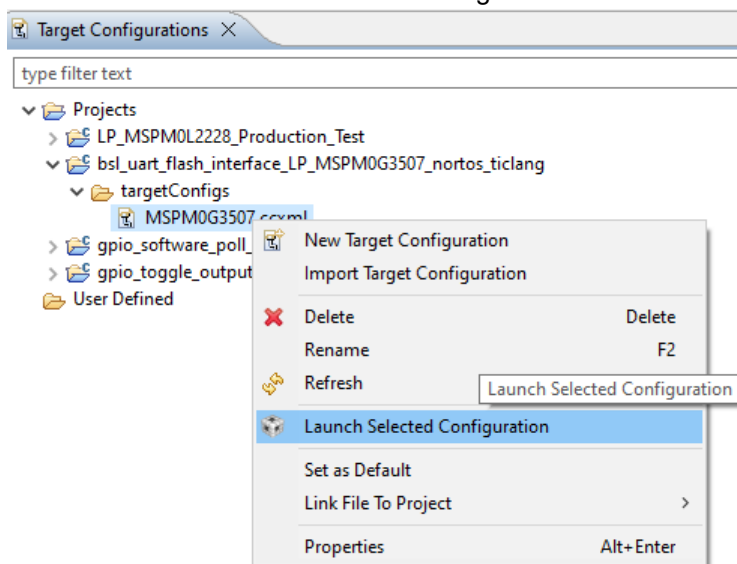 Target Configurations
type filter text
Projects
LP_MSPM0L2228_Production_Test
bsl_uart_flash_interface_LP_MSPM0G3507_nortos_ticlang
targetConfigs
MSPM0G3507.ccxml
gpio_software_poll_
gpio_toggle_output
User Defined
New Target Configuration
Import Target Configuration
Delete Delete
Rename F2
Refresh
Launch Selected Configuration
Launch Selected Configuration
Set as Default
Link File To Project
Properties Alt+Enter